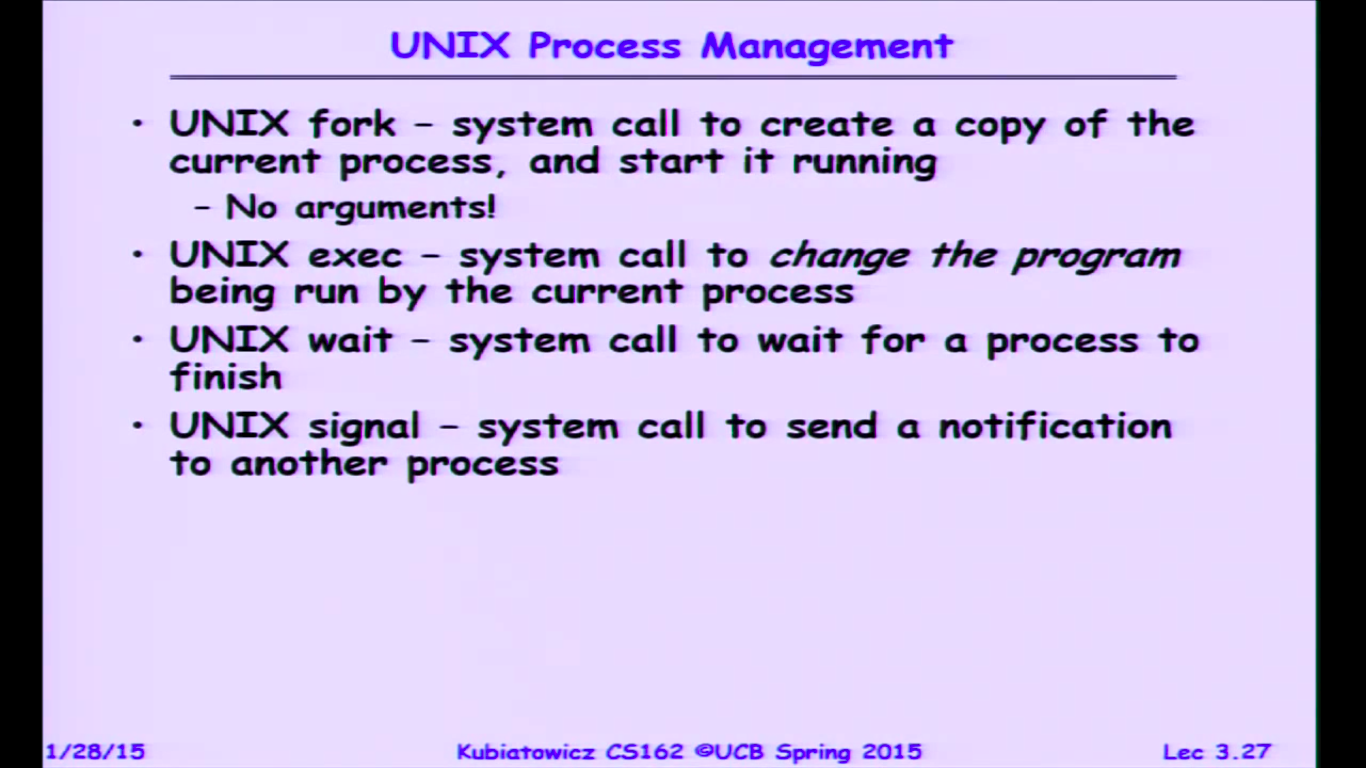 UNIX Process Management
• UNIX fork – system call to create a copy of the
current process, and start it running
– No arguments!
• UNIX exec – system call to change the program
being run by the current process
• UNIX wait – system call to wait for a process to
finish
• UNIX signal – system call to send a notification
to another process
1/28/15 Kubiatowicz CS162 ©UCB Spring 2015 Lec 3.27